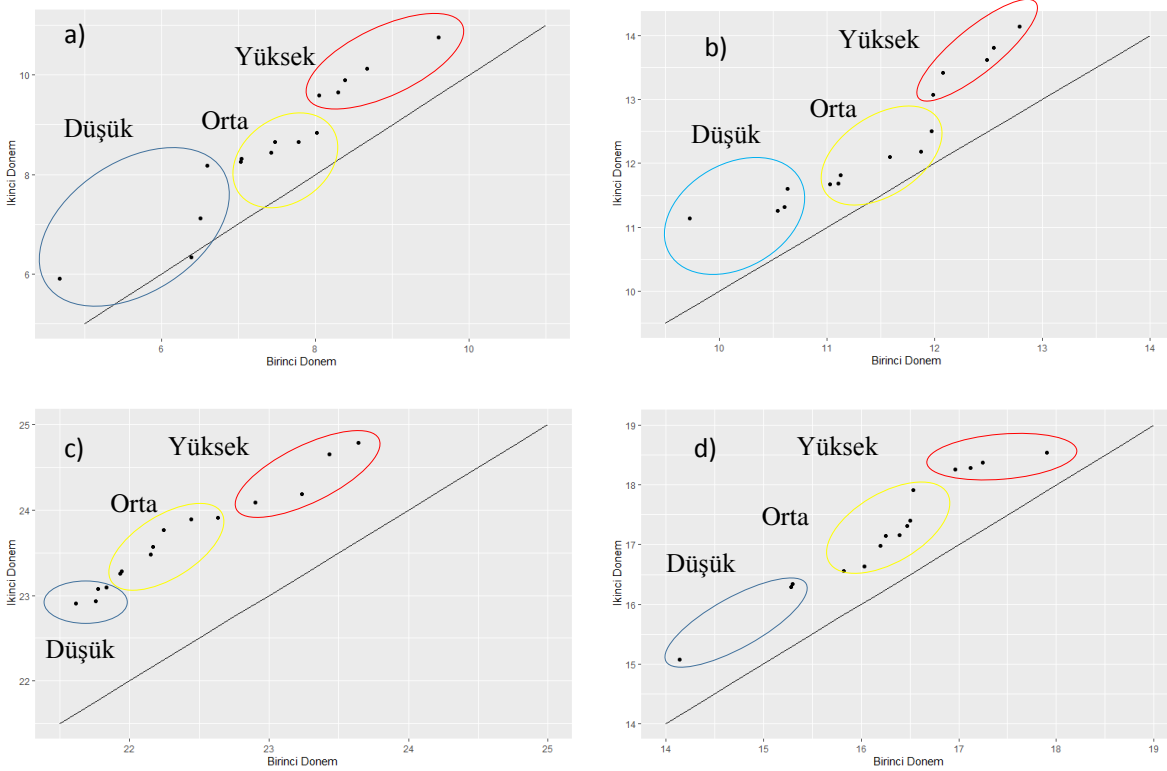 a)
Yüksek
Orta
Düşük
10
8
6
6
8
10
Ikinci Donem
Birinci Donem
b)
Yüksek
Orta
Düşük
14
13
12
11
10
10
11
12
13
14
Ikinci Donem
Birinci Donem
c)
Yüksek
Orta
Düşük
25
24
23
22
22
23
24
25
Ikinci Donem
Birinci Donem
d)
Yüksek
Orta
Düşük
18
17
16
15
14
14
15
16
17
18
19
Ikinci Donem
Birinci Donem